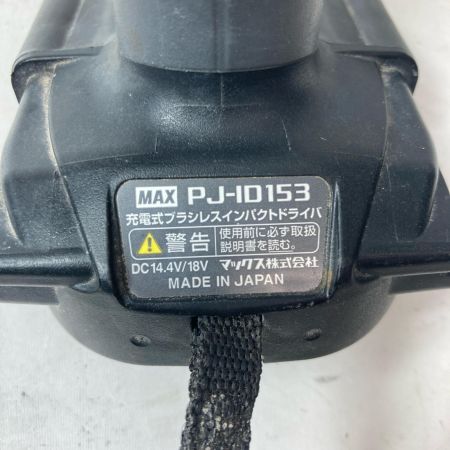 MAX PJ-ID153
充電式ブラシレスインパクトドライバ
警告 使用前に必ず取扱
説明書を読む。
DC14.4V/18V マックス株式会社
MADE IN JAPAN